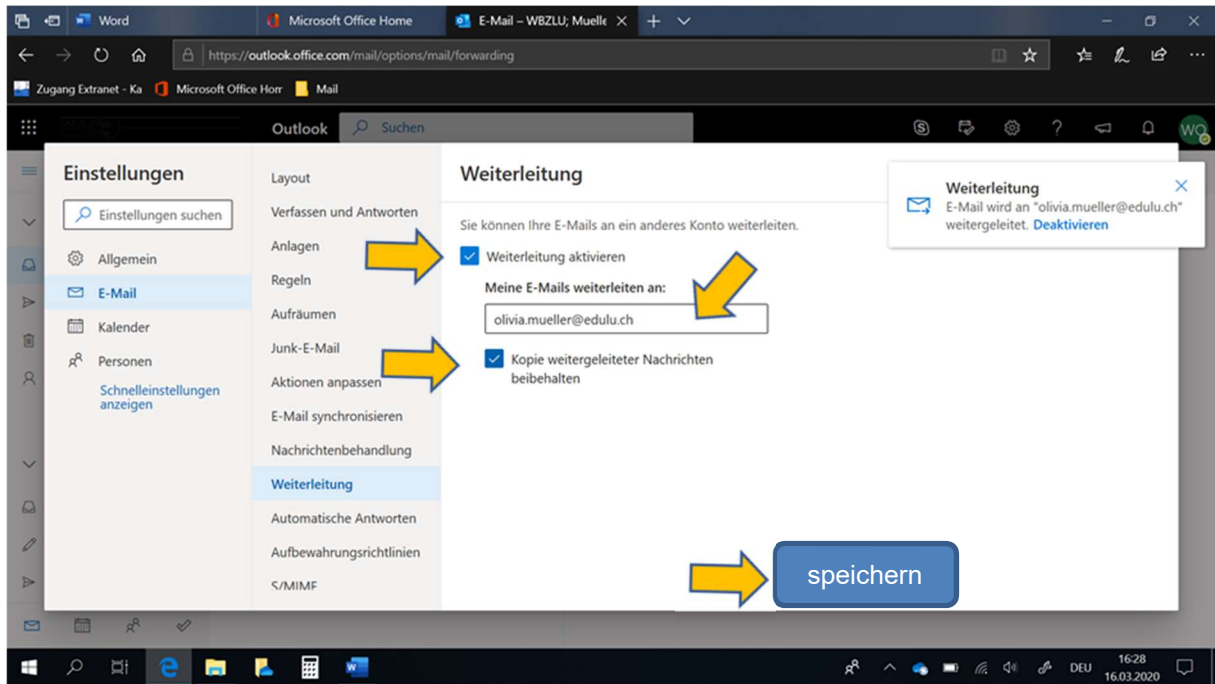 Word
Microsoft Office Home
E-Mail – WBZLU; Muelle
https://outlook.office.com/mail/options/mail/forwarding
Zugang Extranet - Ka
Microsoft Office Hom
Mail
Outlook
Suchen
WO
Einstellungen
Einstellungen suchen
Allgemein
E-Mail
Kalender
Personen
Schnelleinstellungen
anzeigen
Layout
Verfassen und Antworten
Anlagen
Regeln
Aufräumen
Junk-E-Mail
Aktionen anpassen
E-Mail synchronisieren
Nachrichtenbehandlung
Weiterleitung
Automatische Antworten
Aufbewahrungsrichtlinien
S/MIME
Weiterleitung
Sie können Ihre E-Mails an ein anderes Konto weiterleiten.
Weiterleitung aktivieren
Meine E-Mails weiterleiten an:
olivia.mueller@edulu.ch
Kopie weitergeleiteter Nachrichten
beibehalten
speichern
Weiterleitung
E-Mail wird an "olivia.mueller@edulu.ch"
weitergeleitet. Deaktivieren
DEU
16:28
16.03.2020